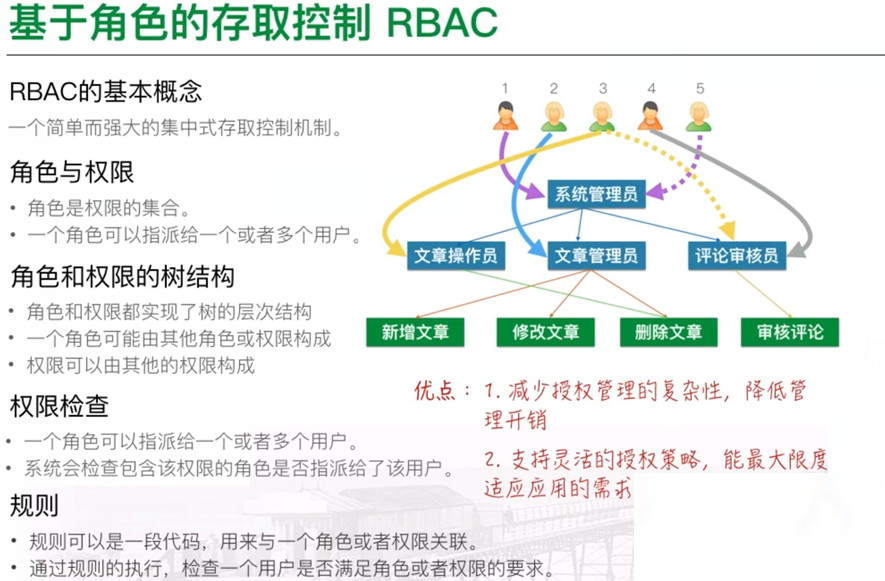 基于角色的存取控制 RBAC
RBAC的基本概念
一个简单而强大的集中式存取控制机制。
角色与权限
• 角色是权限的集合。
• 一个角色可以指派给一个或者多个用户。
角色和权限的树结构
• 角色和权限都实现了树的层次结构
• 一个角色可能由其他角色或权限构成
• 权限可以由其他的权限构成
权限检查
• 一个角色可以指派给一个或者多个用户。
• 系统会检查包含该权限的角色是否指派给了该用户。
规则
• 规则可以是一段代码，用来与一个角色或者权限关联。
• 通过规则的执行，检查一个用户是否满足角色或者权限的要求。
1 2 3 4 5
系统管理员
文章操作员 文章管理员 评论审核员
新增文章 修改文章 删除文章 审核评论
优点：1. 减少授权管理的复杂性，降低管
理开销
2. 支持灵活的授权策略，能最大限度
适应应用的需求